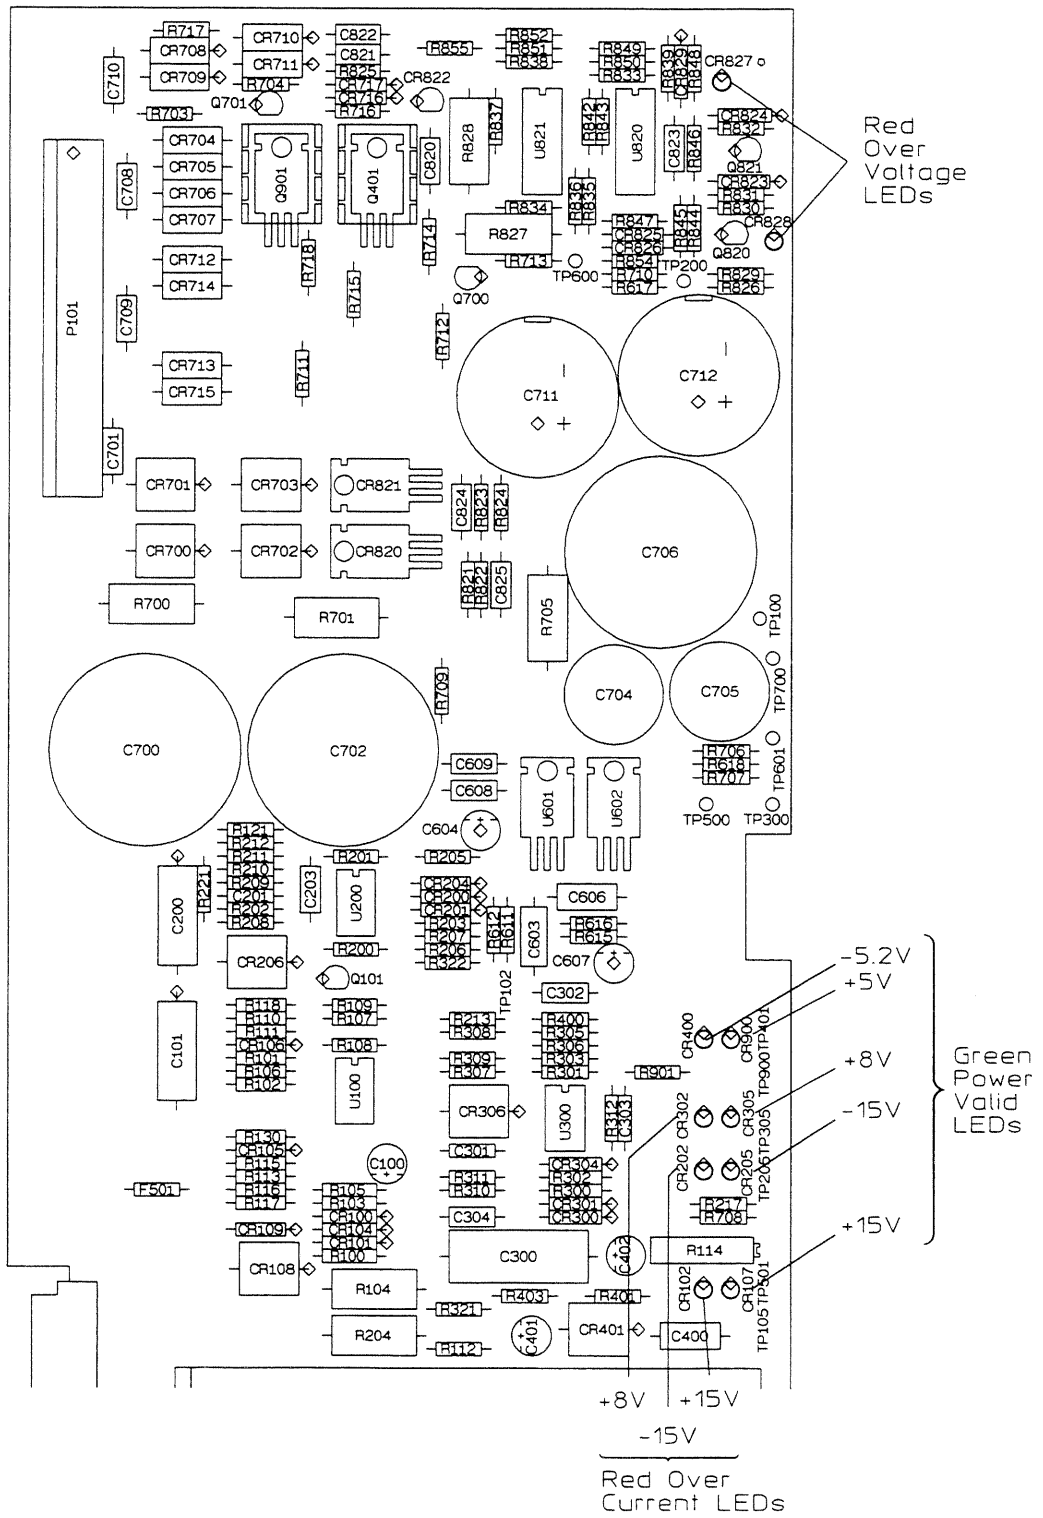 R717
CR708
CR709
C710
R703
CR710
CR711
R704
Q701
C822
C821
R825
CR717
CR716
R716
CR822
R855
R852
R851
R838
R849
R850
R833
R839
CR829
R848
CR827
Red
Over
Voltage
LEDs
CR704
CR705
CR706
CR707
C708
Q901
Q401
C820
R828
R837
U821
R842
R843
U820
C823
R846
CR824
R832
Q821
CR823
R831
R830
CR828
P101
CR712
CR714
R718
R714
R715
Q700
R834
R827
R713
R836
R835
TP600
R847
CR825
CR826
R854
R710
R617
R845
R844
TP200
Q820
R829
R826
C709
CR713
CR715
R711
R712
C711
C712
C701
CR701
CR703
CR821
C824
R823
R824
CR700
CR702
CR820
R821
R822
C825
C706
R700
R701
R705
TP100
C700
C702
R709
C704
C705
TP700
C609
C608
C604
U601
U602
R706
R618
R707
TP601
TP500
TP300
R121
R212
R211
R210
R209
C201
R202
R208
C200
R221
C203
R201
U200
R200
R205
CR204
CR200
CR201
R203
R207
R206
R322
R612
R611
C603
TP102
C606
R616
R615
C607
CR206
Q101
C302
C101
R118
R110
R111
CR106
R101
R106
R102
R109
R107
R108
U100
R213
R308
R309
R307
CR306
R400
R305
R306
R303
R301
U300
R901
R312
C303
CR400
CR900
TP900
TP401
-5.2V
+5V
+8V
-15V
+15V
Green
Power
Valid
LEDs
CR302
CR305
TP305
CR202
CR205
TP205
R130
CR105
R115
R113
R116
R117
CR109
CR108
F501
C100
R105
R103
CR100
CR104
CR101
R100
R104
R204
C301
R311
R310
C304
C300
CR304
R302
R300
CR301
CR300
C402
R217
R708
R114
CR102
CR107
TP105
TP501
R321
R112
R403
C401
R401
CR401
C400
+8V
+15V
-15V
Red Over
Current LEDs